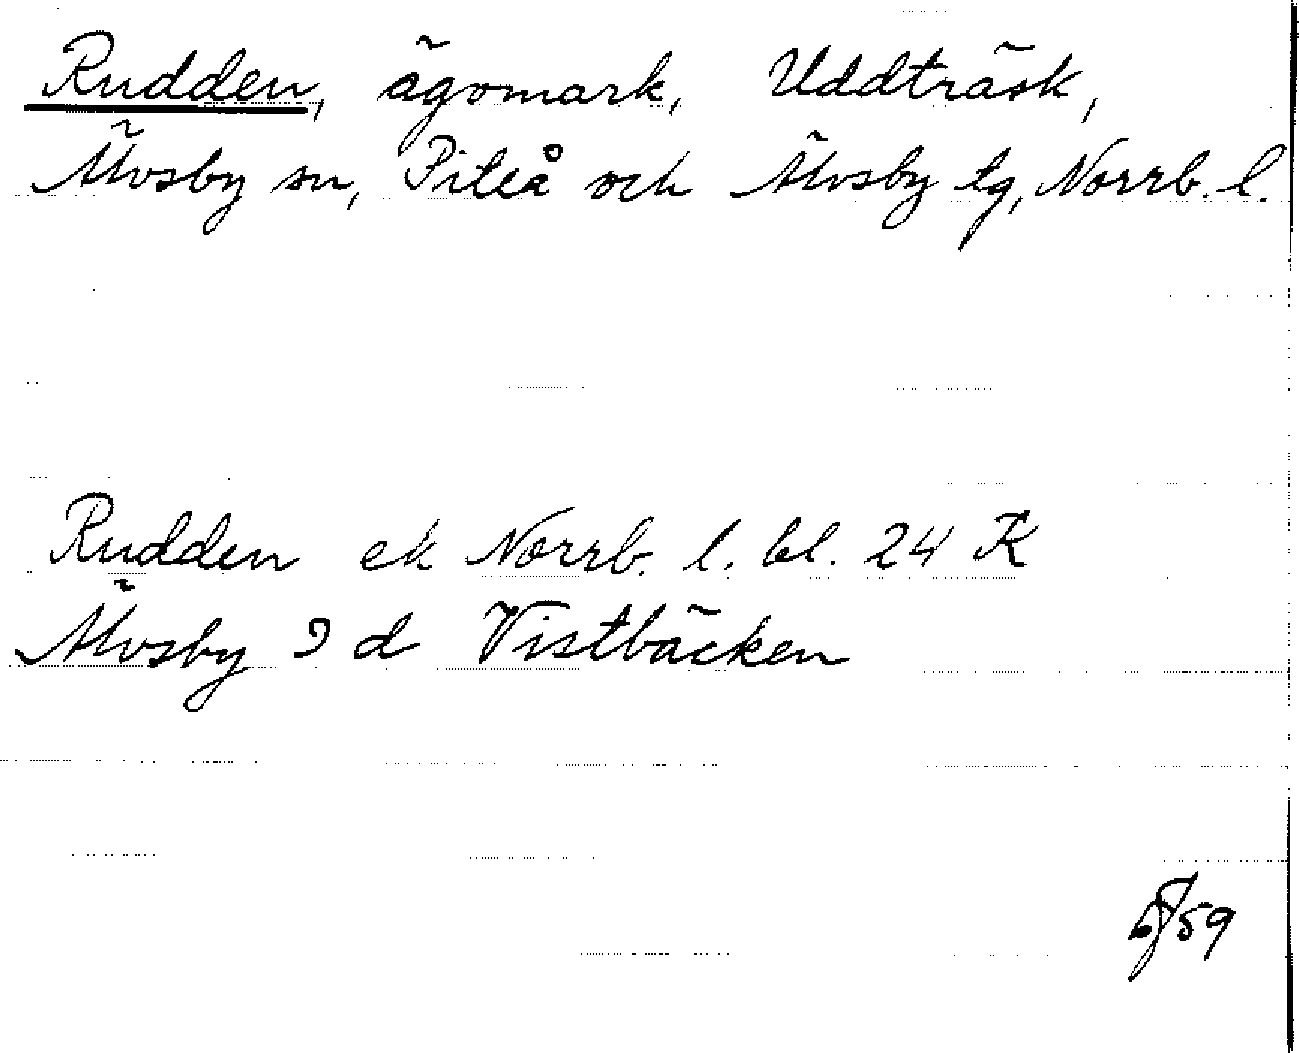 Rudden, ägomark, Uddträsk,
Älvsby sn, Piteå och Älvsby tg, Norrb. l.
Rudden ek Norrb. l. bl. 24 K
Älvsby 9 d Vistbäcken
59